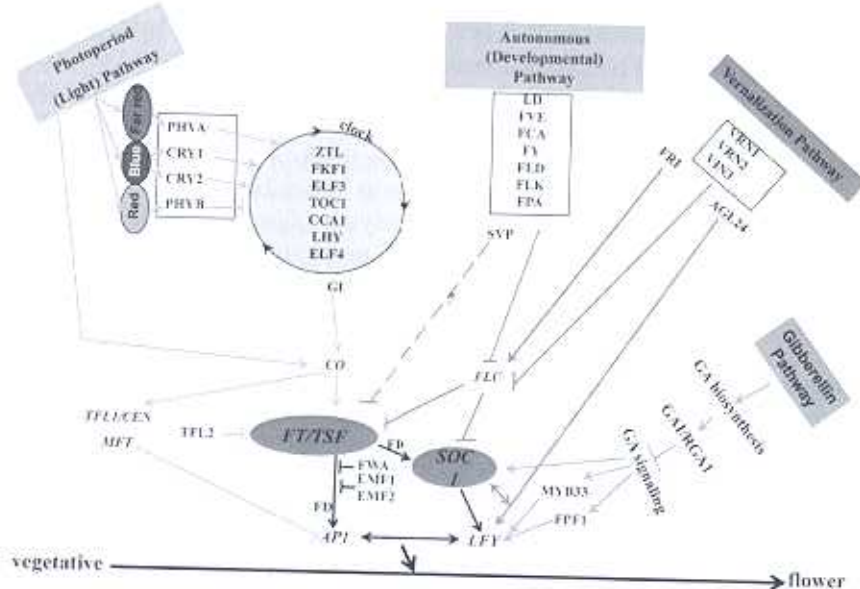 Photoperiod
(Light) Pathway
Autonomous
(Developmental)
Pathway
Vernalization Pathway
Far red
Blue
Red
PHYA
CRY1
CRY2
PHYB
clock
ZTL
FKF1
ELF3
TOC1
CCA1
LHY
ELF4
GI
LD
FVE
FCA
FY
FLD
FLK
FPA
SVP
FRI
VRN1
VRN2
VIN3
AGL24
Gibberellin
Pathway
GA biosynthesis
GAI/RGA1
GA signaling
CO
FLC
TFL1/CEN
MFT
TFL2
FT/TSF
FD
SOC
1
FWA
EMF1
EMF2
FD
MYB33
FPF1
AP1
LFY
vegetative
flower